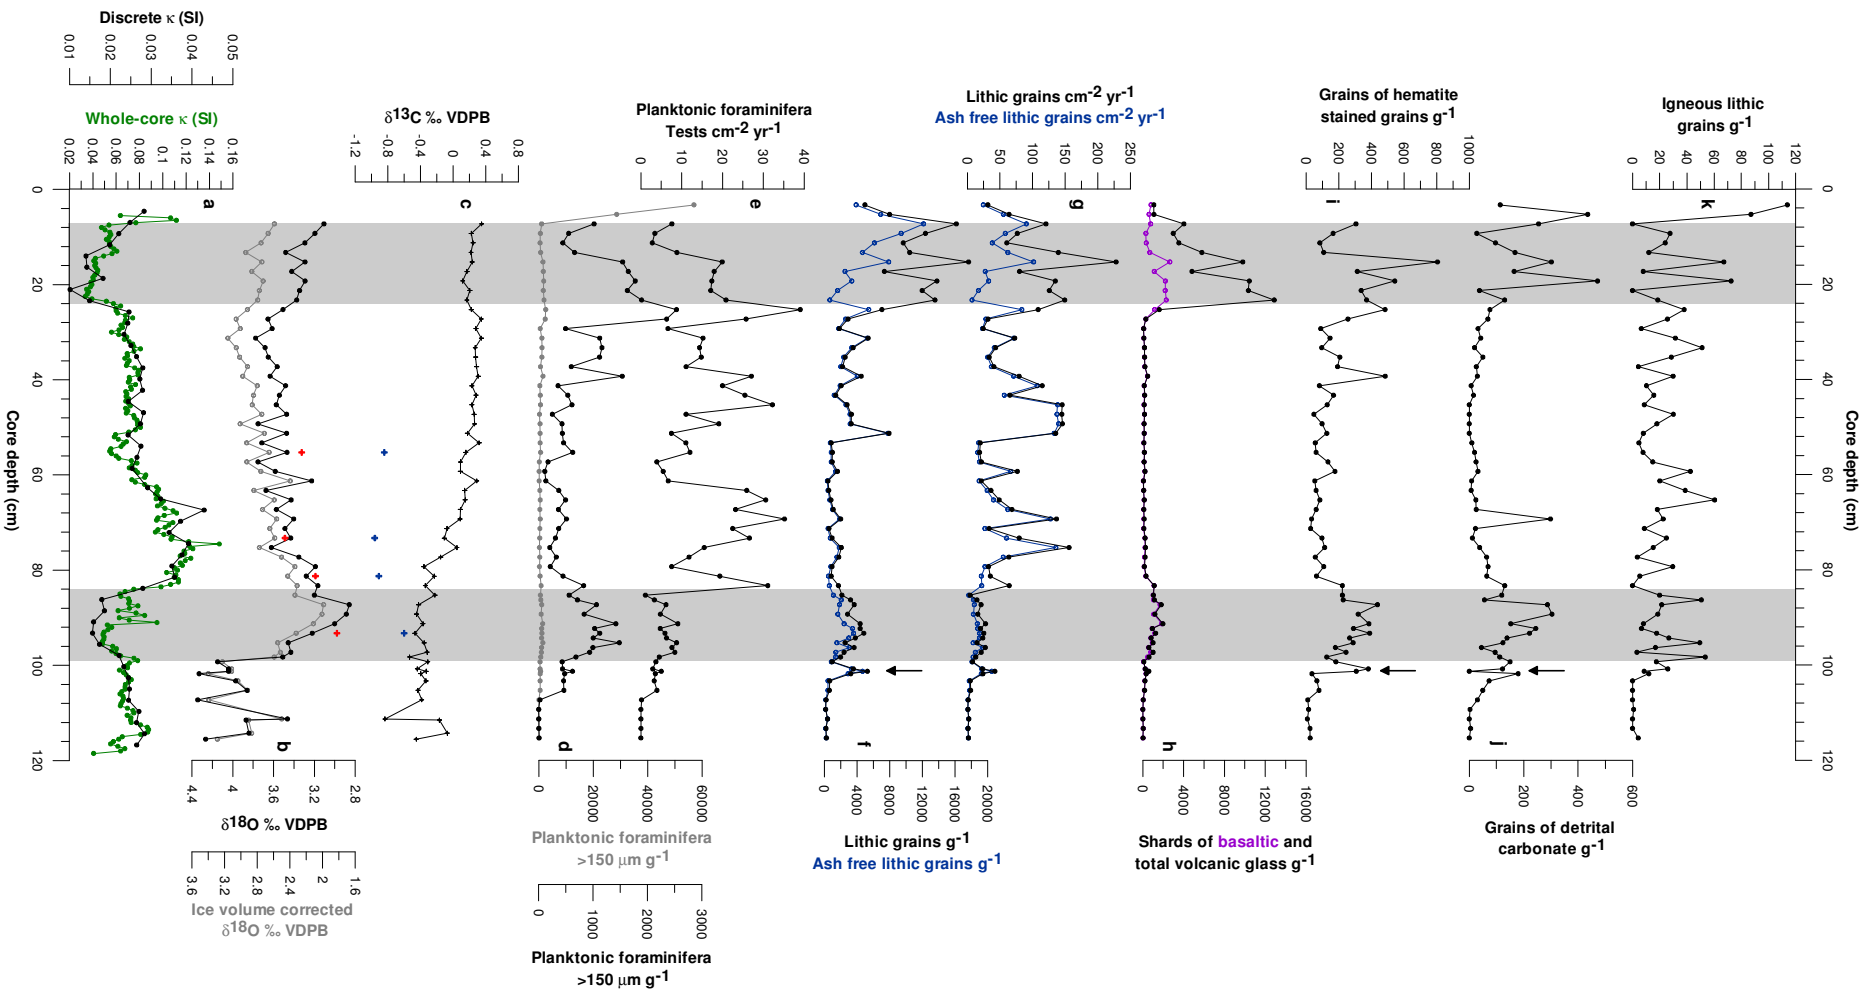 Discrete κ (SI)
0.01 0.02 0.03 0.04 0.05
Whole-core κ (SI)
0.02 0.04 0.06 0.08 0.1 0.12 0.14 0.16
δ13C ‰ VDPB
-1.2 -0.8 -0.4 0 0.4 0.8
Planktonic foraminifera
Tests cm-2 yr-1
0 10 20 30 40
Lithic grains cm-2 yr-1
Ash free lithic grains cm-2 yr-1
0 50 100 150 200 250
Grains of hematite
stained grains g-1
0 200 400 600 800 1000
Igneous lithic
grains g-1
0 20 40 60 80 100 120
Core depth (cm)
0 20 40 60 80 100 120
Core depth (cm)
0 20 40 60 80 100 120
a
c
e
g
i
k
b
d
f
h
j
4.4 4 3.6 3.2 2.8
δ18O ‰ VDPB
3.6 3.2 2.8 2.4 2 1.6
Ice volume corrected
δ18O ‰ VDPB
0 20000 40000 60000
Planktonic foraminifera
>150 μm g-1
0 1000 2000 3000
Planktonic foraminifera
>150 μm g-1
0 4000 8000 12000 16000 20000
Lithic grains g-1
Ash free lithic grains g-1
0 4000 8000 12000 16000
Shards of basaltic and
total volcanic glass g-1
0 200 400 600
Grains of detrital
carbonate g-1